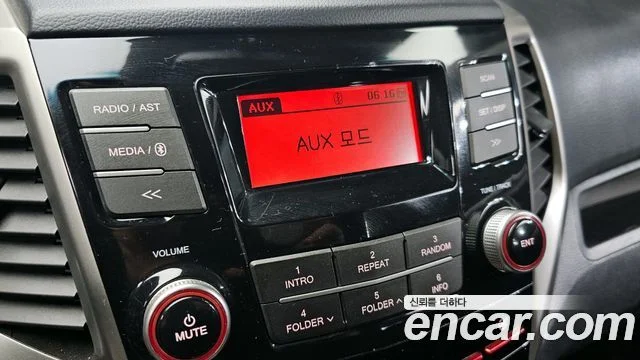 RADIO / AST
MEDIA /
<<
VOLUME
MUTE
AUX
06:16
AUX 모드
SCAN
SET / DISP
>>
TUNE / TRACK
ENT
1
INTRO
2
REPEAT
3
RANDOM
4
FOLDER ∨
5
FOLDER ∧
6
INFO
신뢰를 더하다
encar.com